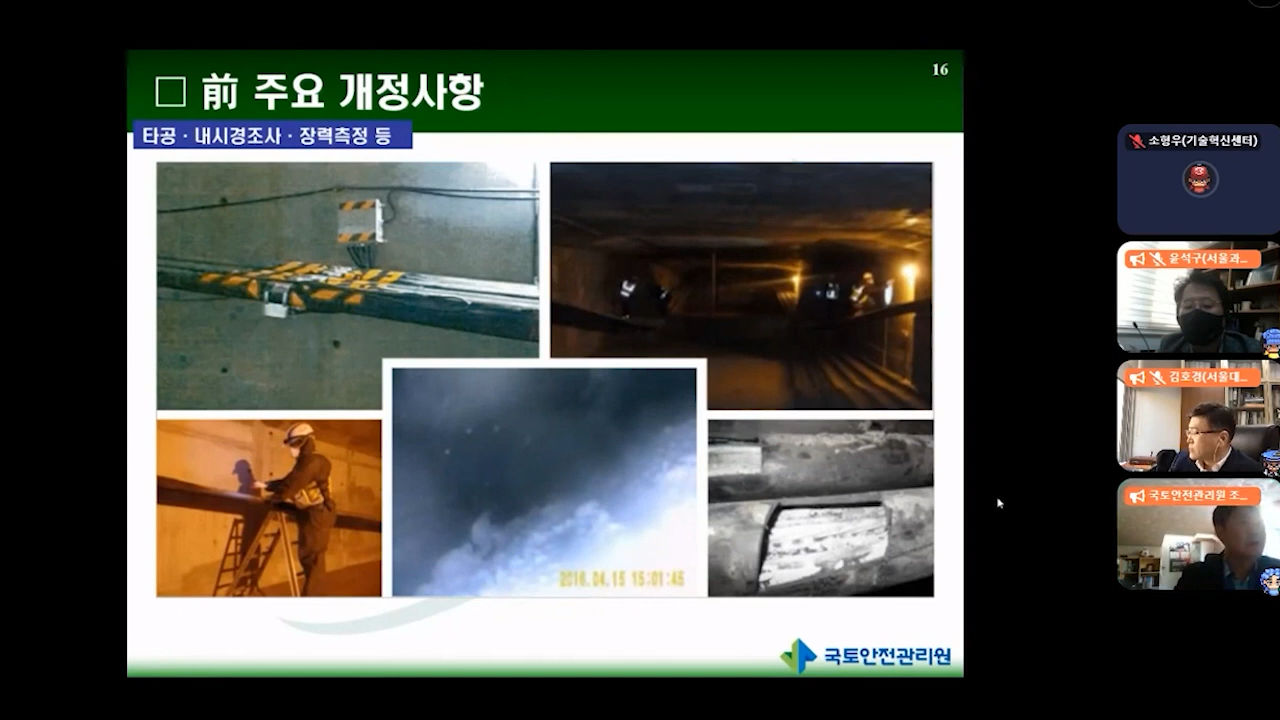 □ 前 주요 개정사항
16
타공 · 내시경조사 · 장력측정 등
2016.04.15 15:01:45
국토안전관리원
소형우(기술혁신센터)
윤석구(서울과...
김호경(서울대...
국토안전관리원 조...